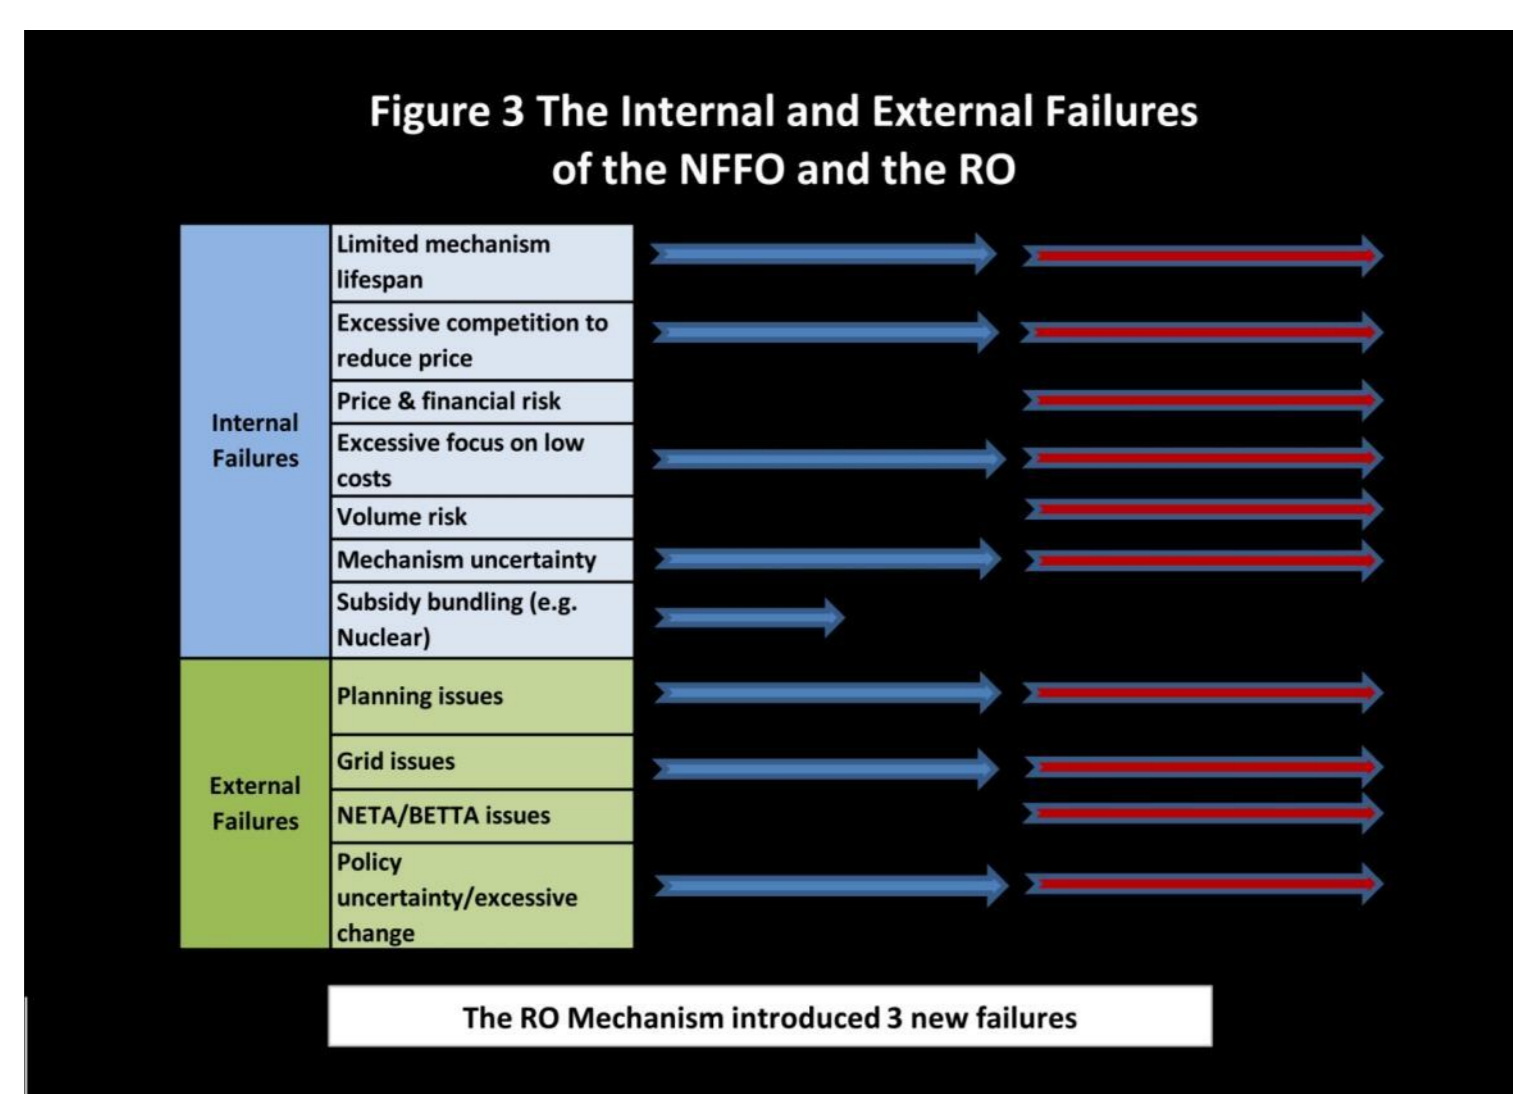 Figure 3 The Internal and External Failures
of the NFFO and the RO
Internal
Failures
Limited mechanism
lifespan
Excessive competition to
reduce price
Price & financial risk
Excessive focus on low
costs
Volume risk
Mechanism uncertainty
Subsidy bundling (e.g.
Nuclear)
External
Failures
Planning issues
Grid issues
NETA/BETTA issues
Policy
uncertainty/excessive
change
The RO Mechanism introduced 3 new failures